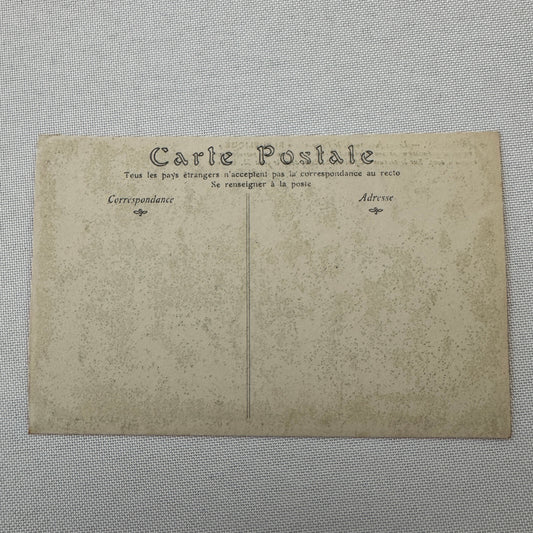 Carte Postale
Tous les pays étrangers n'acceptent pas la correspondance au recto
Se renseigner à la poste
Correspondance
Adresse